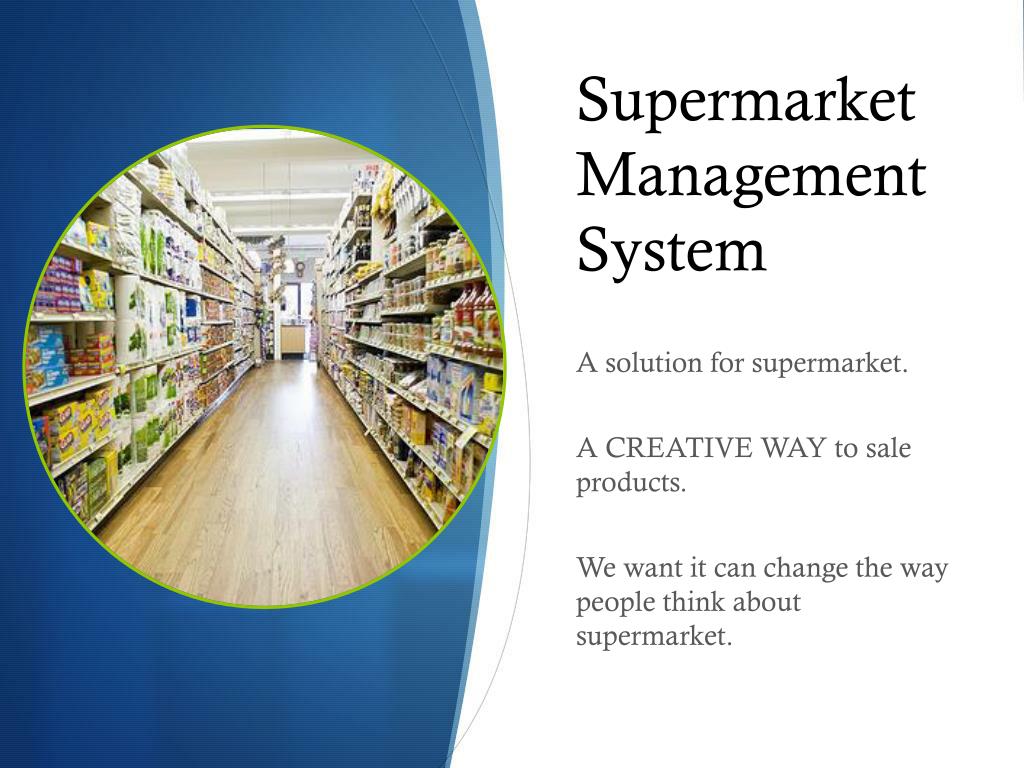 Supermarket
Management
System
A solution for supermarket.
A CREATIVE WAY to sale
products.
We want it can change the way
people think about
supermarket.